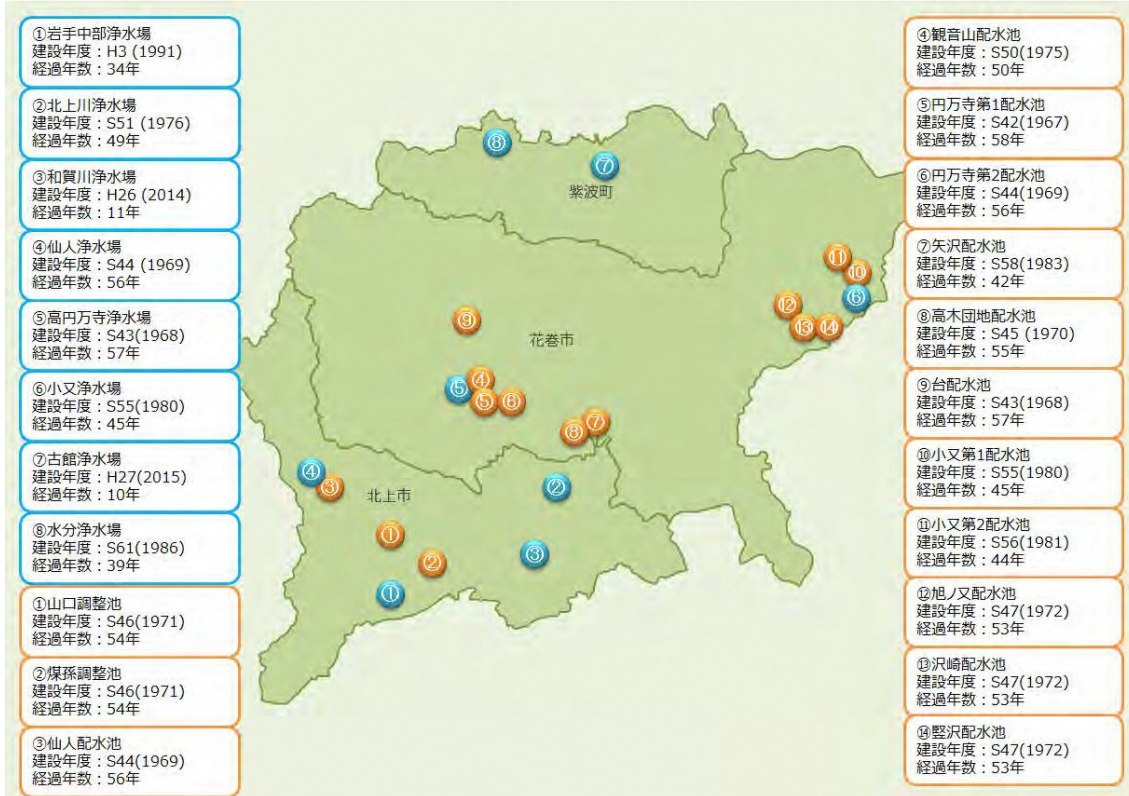 ①岩手中部浄水場
建設年度：H3 (1991)
経過年数：34年
②北上川浄水場
建設年度：S51 (1976)
経過年数：49年
③和賀川浄水場
建設年度：H26 (2014)
経過年数：11年
④仙人浄水場
建設年度：S44 (1969)
経過年数：56年
⑤高円万寺浄水場
建設年度：S43(1968)
経過年数：57年
⑥小又浄水場
建設年度：S55(1980)
経過年数：45年
⑦古館浄水場
建設年度：H27(2015)
経過年数：10年
⑧水分浄水場
建設年度：S61(1986)
経過年数：39年
①山口調整池
建設年度：S46(1971)
経過年数：54年
②煤孫調整池
建設年度：S46(1971)
経過年数：54年
③仙人配水池
建設年度：S44(1969)
経過年数：56年
⑧
⑦
紫波町
⑪
⑩
⑥
⑫
⑬
⑭
⑨
花巻市
④
⑤
⑤
⑥
⑦
⑧
④
③
北上市
②
①
②
③
①
④観音山配水池
建設年度：S50(1975)
経過年数：50年
⑤円万寺第1配水池
建設年度：S42(1967)
経過年数：58年
⑥円万寺第2配水池
建設年度：S44(1969)
経過年数：56年
⑦矢沢配水池
建設年度：S58(1983)
経過年数：42年
⑧高木団地配水池
建設年度：S45 (1970)
経過年数：55年
⑨台配水池
建設年度：S43(1968)
経過年数：57年
⑩小又第1配水池
建設年度：S55(1980)
経過年数：45年
⑪小又第2配水池
建設年度：S56(1981)
経過年数：44年
⑫旭ノ又配水池
建設年度：S47(1972)
経過年数：53年
⑬沢崎配水池
建設年度：S47(1972)
経過年数：53年
⑭竪沢配水池
建設年度：S47(1972)
経過年数：53年